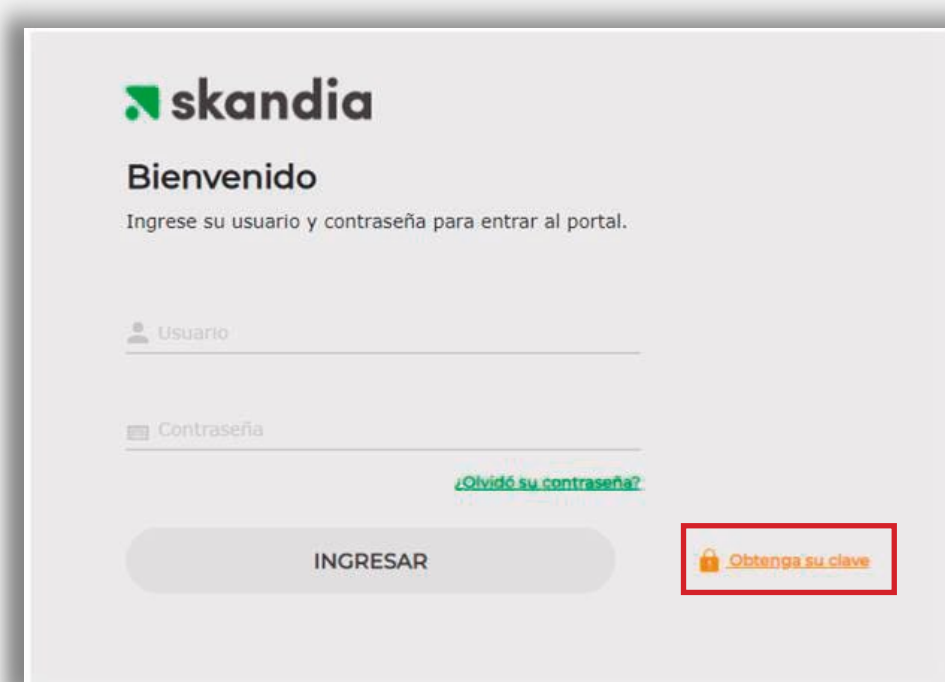 skandia
Bienvenido
Ingrese su usuario y contraseña para entrar al portal.
Usuario
Contraseña
¿Olvidó su contraseña?
INGRESAR
Obtenga su clave